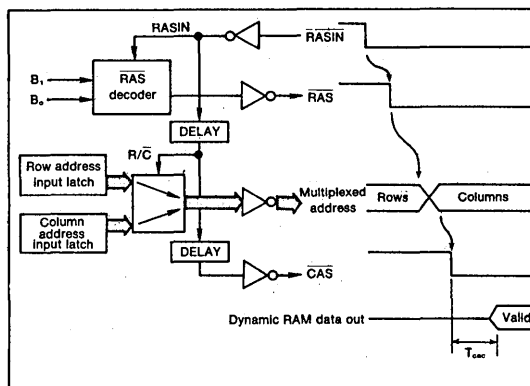 RASIN
RASIN
B₁
B₀
RAS
decoder
RAS
DELAY
R/C
Row address
input latch
Multiplexed
address
Rows
Columns
Column
address
input latch
DELAY
CAS
Dynamic RAM data out
Valid
Tcac